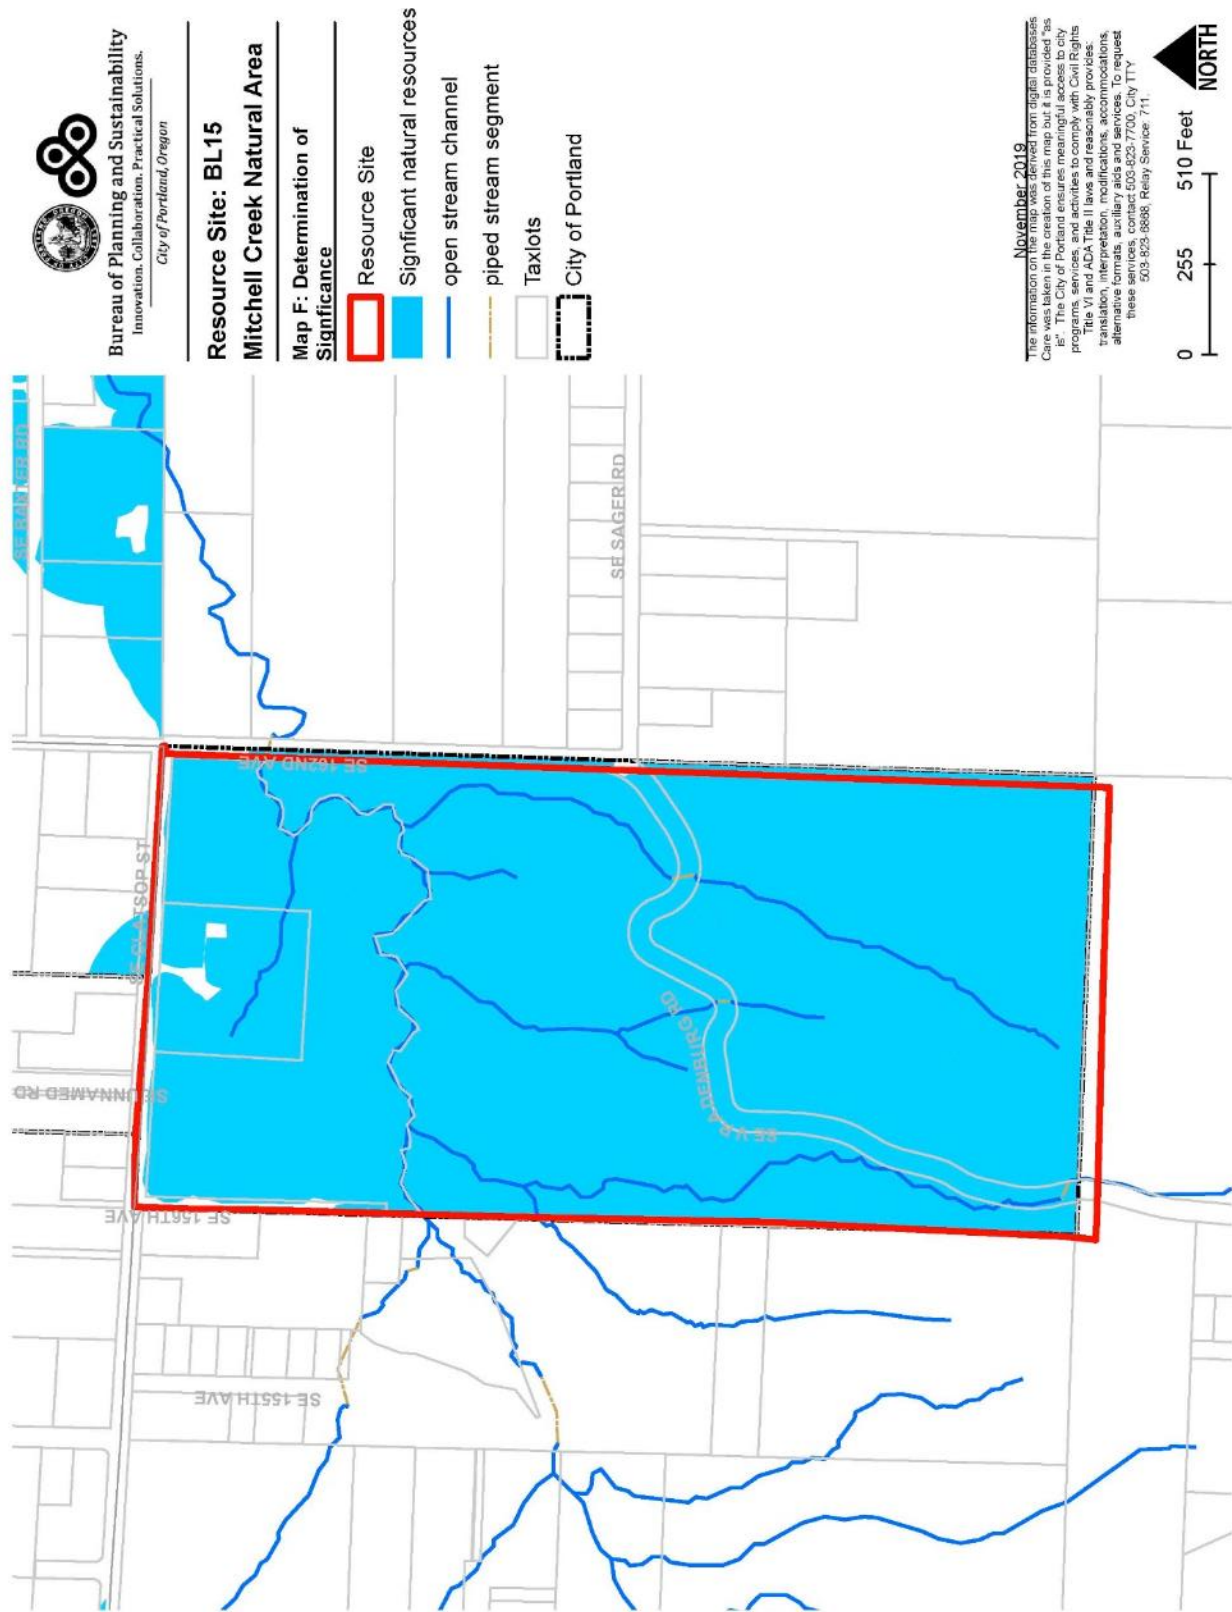 Bureau of Planning and Sustainability
Innovation. Collaboration. Practical Solutions.
City of Portland, Oregon
Resource Site: BL15
Mitchell Creek Natural Area
Map F: Determination of
Signficance
Resource Site
Signficant natural resources
open stream channel
piped stream segment
Taxlots
City of Portland
November 2019
The information on the map was derived from digital databases
Care was taken in the creation of this map but it is provided "as
is". The City of Portland ensures meaningful access to city
programs, services, and activities to comply with Civil Rights
Title VI and ADA Title II laws and reasonably provides:
translation, interpretation, modifications, accommodations,
alternative formats, auxiliary aids and services. To request
these services, contact 503-823-7700, City TTY
503-823-6868, Relay Service: 711.
0 255 510 Feet
NORTH
SE BAXTER RD
SE CLATSOP ST
SE 162ND AVE
SE SAGER RD
SE UNNAMED RD
SE VRADENBURG RD
SE 156TH AVE
SE 155TH AVE